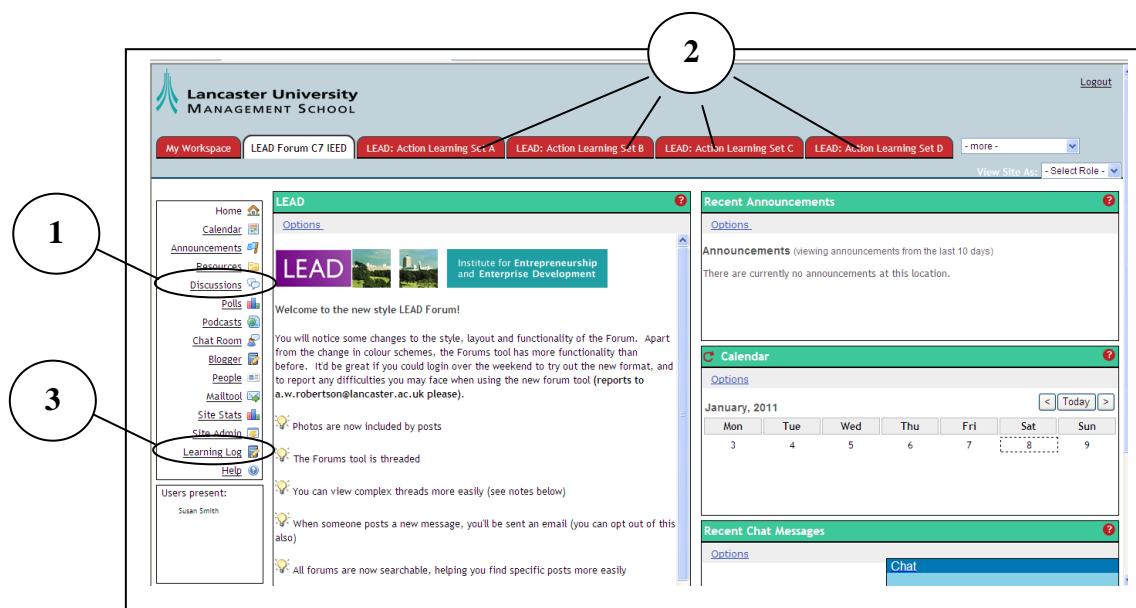 2
Logout
Lancaster University
MANAGEMENT SCHOOL
My Workspace
LEAD Forum C7 IEED
LEAD: Action Learning Set A
LEAD: Action Learning Set B
LEAD: Action Learning Set C
LEAD: Action Learning Set D
- more -
View Site As: - Select Role -
1
3
Home
Calendar
Announcements
Resources
Discussions
Polls
Podcasts
Chat Room
Blogger
People
Mailtool
Site Stats
Site Admin
Learning Log
Help
Users present:
Susan Smith
LEAD ?
Options
LEAD
Institute for Entrepreneurship
and Enterprise Development
Welcome to the new style LEAD Forum!
You will notice some changes to the style, layout and functionality of the Forum. Apart
from the change in colour schemes, the Forums tool has more functionality than
before. It'd be great if you could login over the weekend to try out the new format, and
to report any difficulties you may face when using the new forum tool (reports to
a.w.robertson@lancaster.ac.uk please).
Photos are now included by posts
The Forums tool is threaded
You can view complex threads more easily (see notes below)
When someone posts a new message, you'll be sent an email (you can opt out of this
also)
All forums are now searchable, helping you find specific posts more easily
Recent Announcements ?
Options
Announcements (viewing announcements from the last 10 days)
There are currently no announcements at this location.
Calendar ?
Options
January, 2011
< Today >
Mon Tue Wed Thu Fri Sat Sun
3 4 5 6 7 8 9
Recent Chat Messages ?
Options
Chat